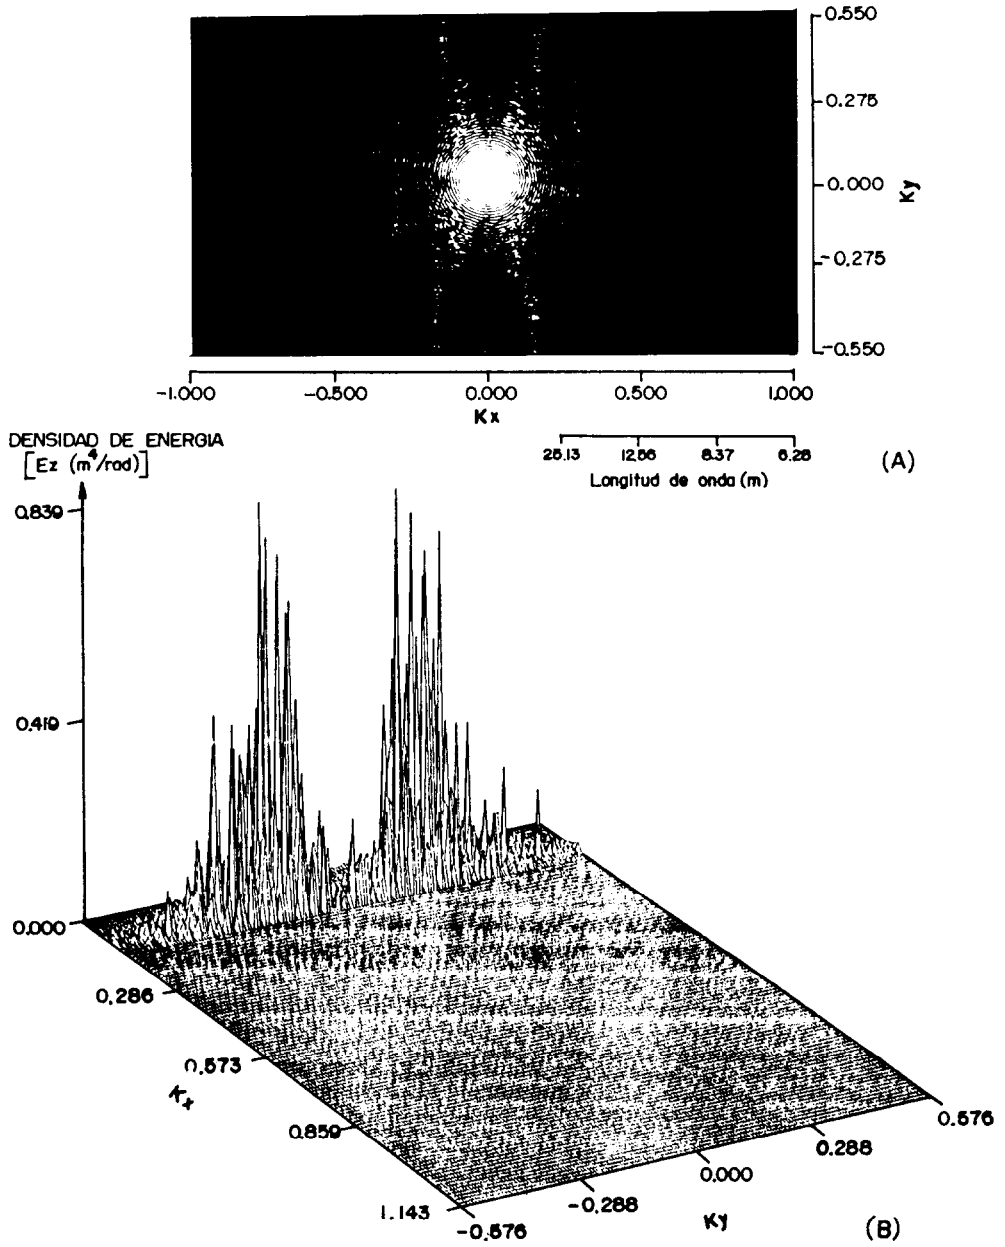 0.550
0.275
0.000
-0.275
-0.550
Ky
-1.000 -0.500 0.000 0.500 1.000
Kx
25.13 12.56 8.37 6.28
Longitud de onda (m)
(A)
DENSIDAD DE ENERGIA
[Ez (m⁴/rad)]
0.839
0.419
0.000
0.286
0.573
Kx
0.859
1.143
-0.576
-0.288
0.000
0.288
0.576
Ky
(B)